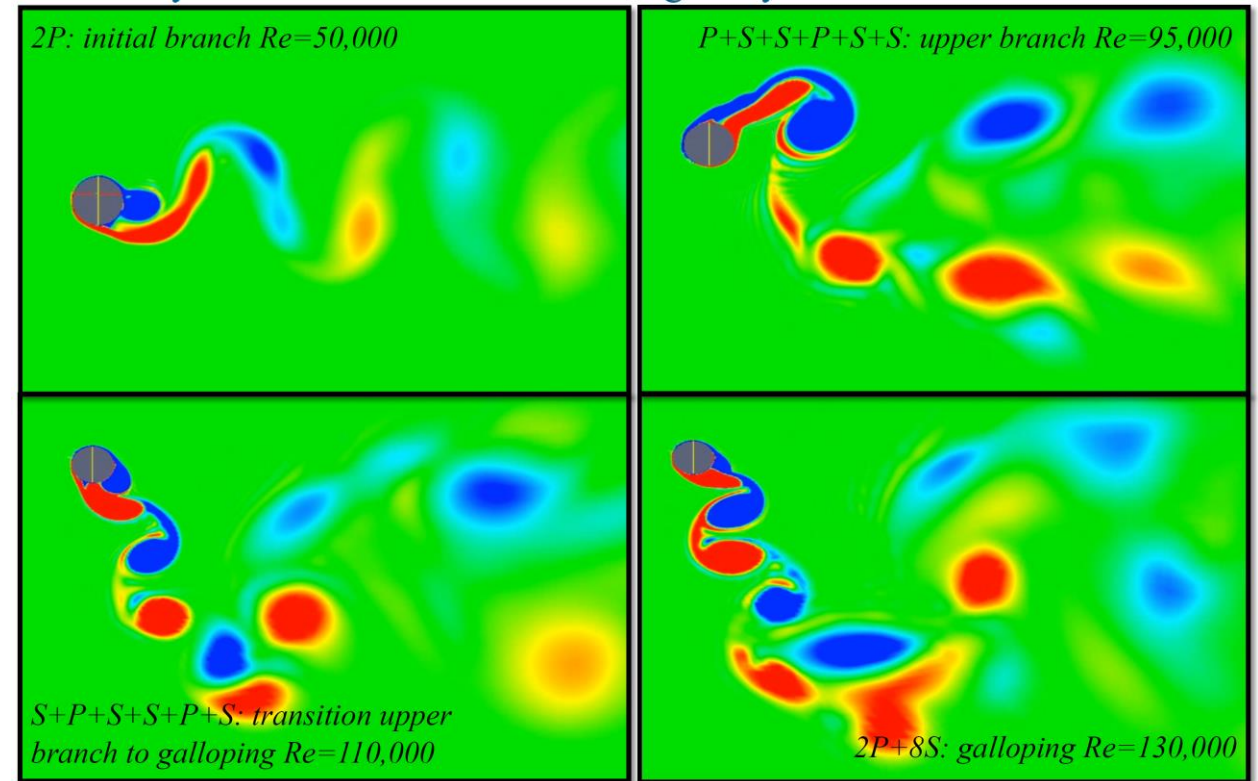 2P: initial branch Re=50,000
P+S+S+P+S+S: upper branch Re=95,000
S+P+S+S+P+S: transition upper
branch to galloping Re=110,000
2P+8S: galloping Re=130,000